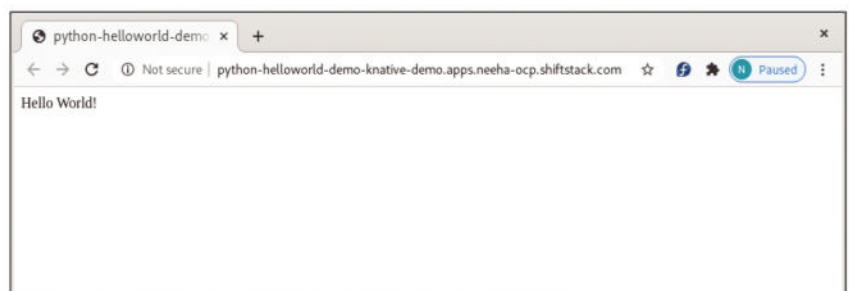 python-helloworld-demo
Not secure | python-helloworld-demo-knative-demo.apps.neeha-ocp.shiftstack.com
N Paused
Hello World!